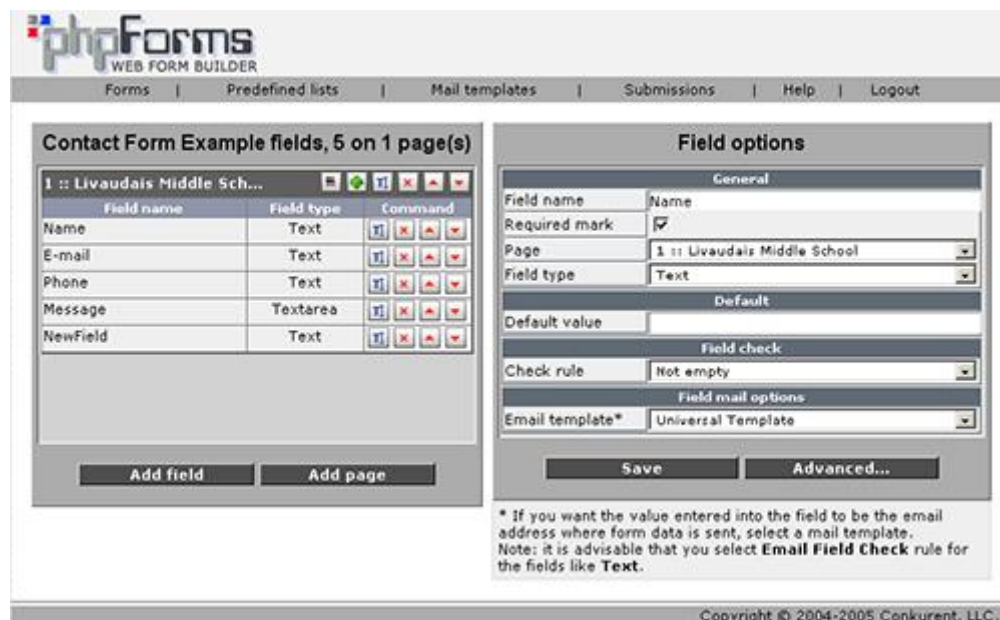 phpForms
WEB FORM BUILDER
Forms | Predefined lists | Mail templates | Submissions | Help | Logout
Contact Form Example fields, 5 on 1 page(s)
1 :: Livaudais Middle Sch...
Field name Field type Command
Name Text
E-mail Text
Phone Text
Message Textarea
NewField Text
Add field Add page
Field options
General
Field name Name
Required mark
Page 1 :: Livaudais Middle School
Field type Text
Default
Default value
Field check
Check rule Not empty
Field mail options
Email template* Universal Template
Save Advanced...
* If you want the value entered into the field to be the email
address where form data is sent, select a mail template.
Note: it is advisable that you select Email Field Check rule for
the fields like Text.
Copyright © 2004-2005 Conkurent, LLC.